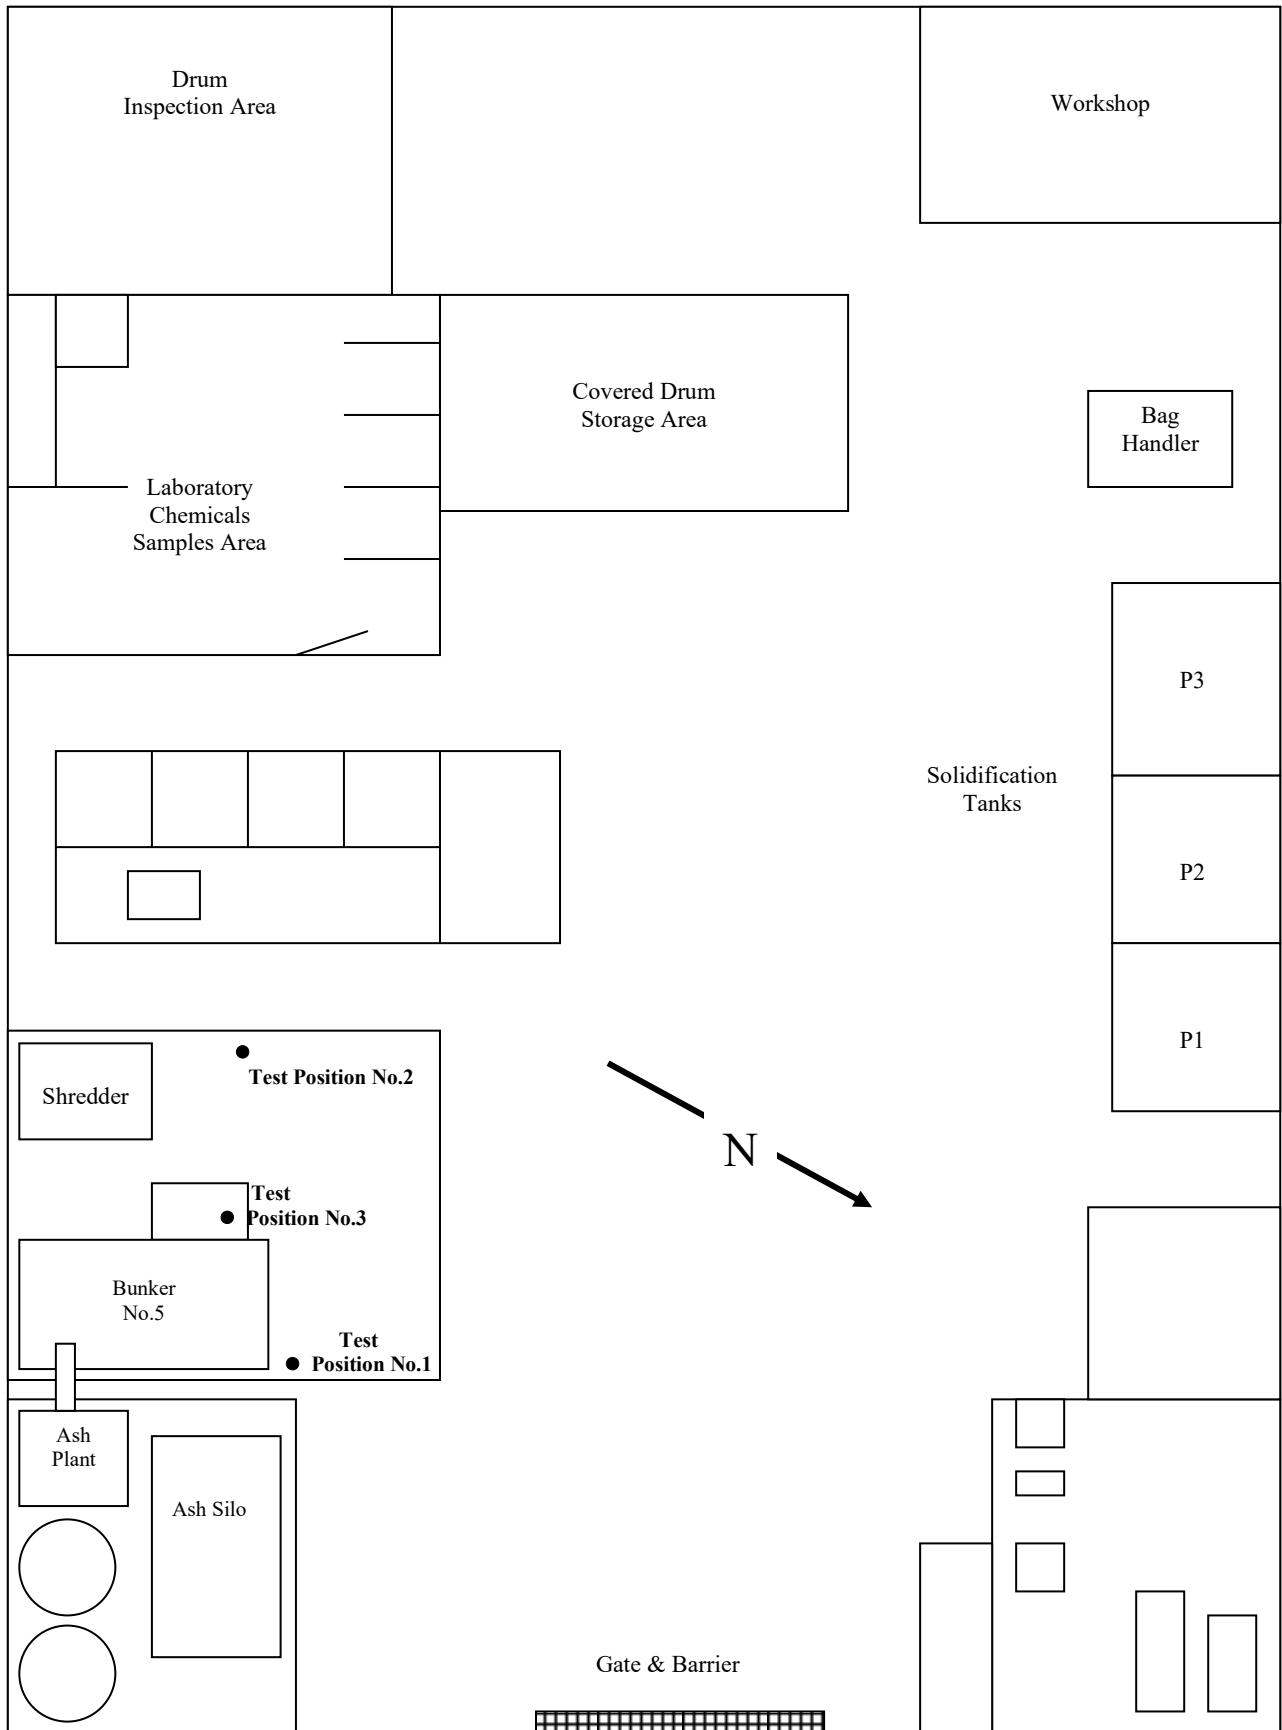 Drum
Inspection Area
Workshop
Covered Drum
Storage Area
Bag
Handler
Laboratory
Chemicals
Samples Area
P3
Solidification
Tanks
P2
P1
Test Position No.2
Shredder
N
Test
Position No.3
Bunker
No.5
Test
Position No.1
Ash
Plant
Ash Silo
Gate & Barrier